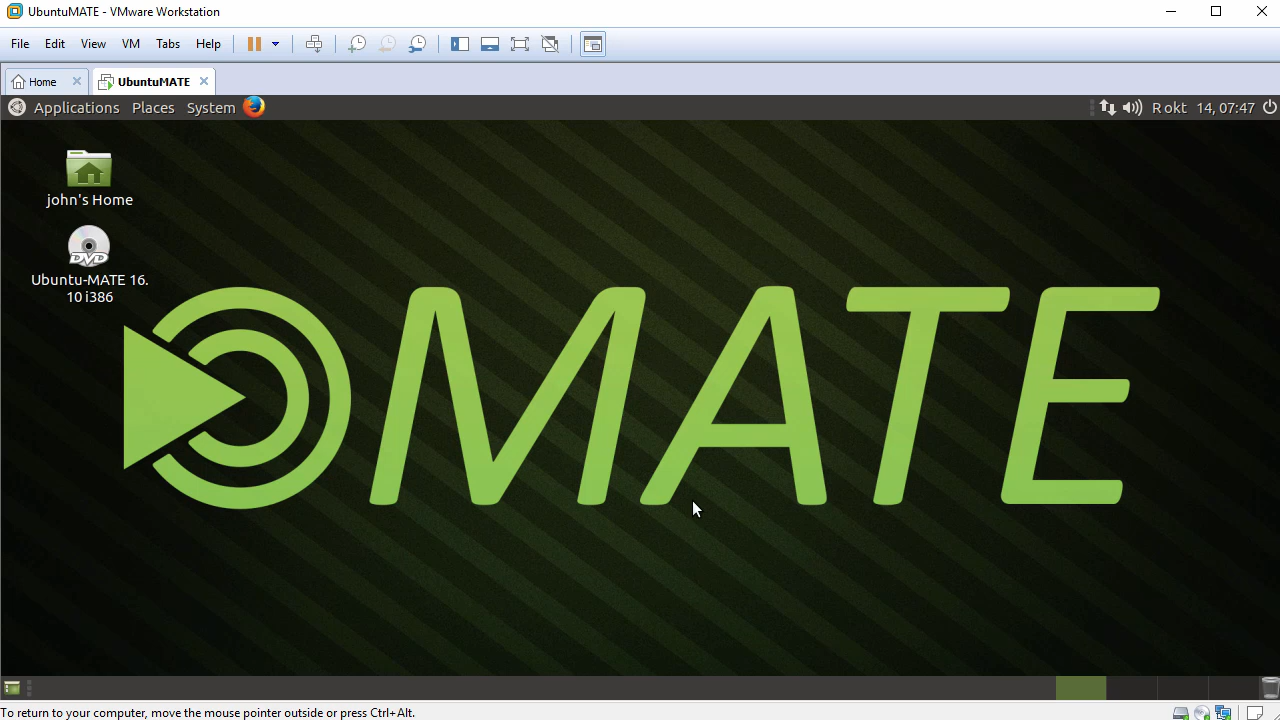 UbuntuMATE - VMware Workstation
File Edit View VM Tabs Help
Home UbuntuMATE
Applications Places System R okt 14, 07:47
john's Home
DVD
Ubuntu-MATE 16.
10 i386
MATE
To return to your computer, move the mouse pointer outside or press Ctrl+Alt.